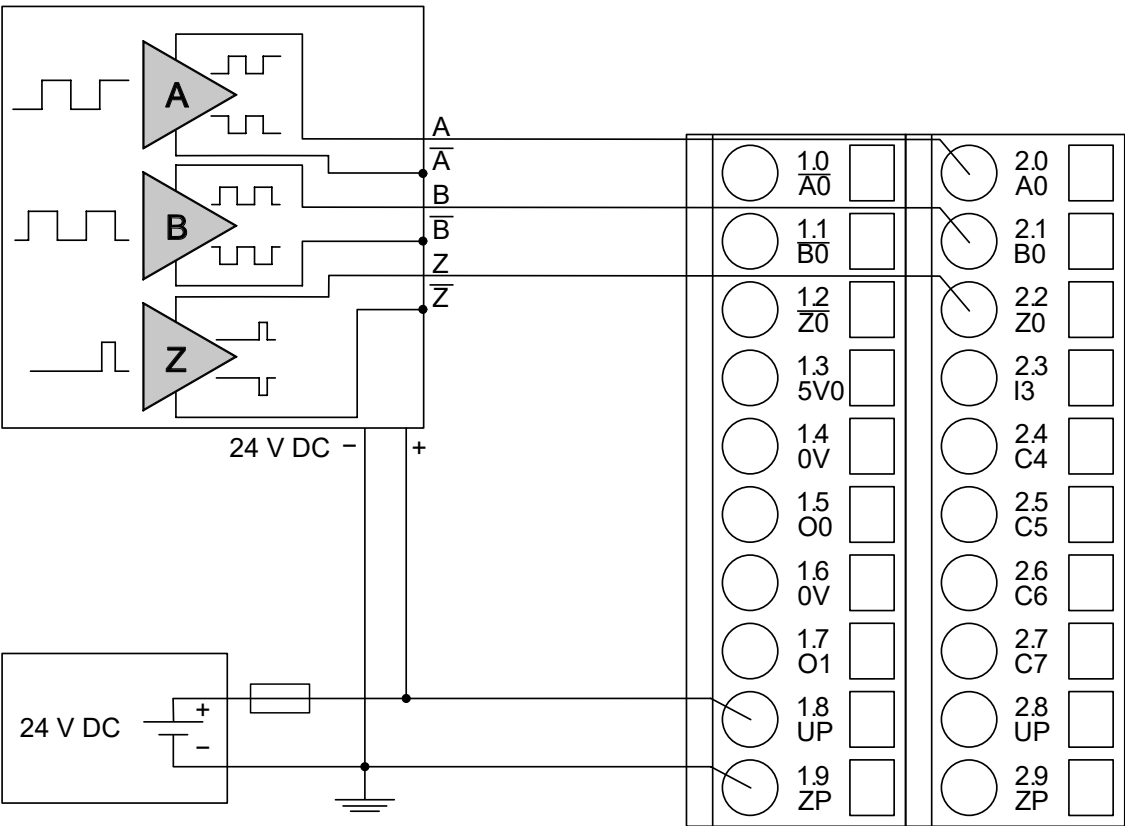 A
B
Z
A
A̅
B
B̅
Z
Z̅
24 V DC − +
24 V DC
+
−
1.0
A̅0̅
1.1
B̅0̅
1.2
Z̅0̅
1.3
5V0
1.4
0V
1.5
O0
1.6
0V
1.7
O1
1.8
UP
1.9
ZP
2.0
A0
2.1
B0
2.2
Z0
2.3
I3
2.4
C4
2.5
C5
2.6
C6
2.7
C7
2.8
UP
2.9
ZP